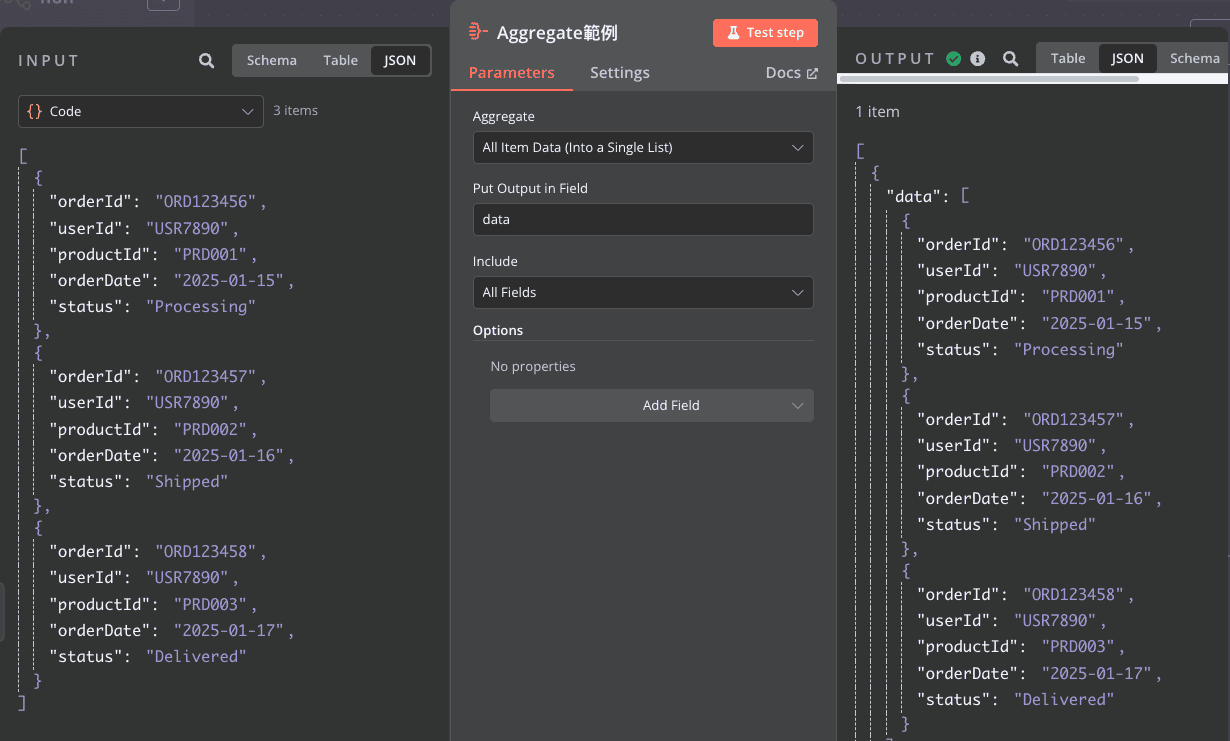 INPUT
Schema Table JSON
{} Code
3 items
[
{
"orderId": "ORD123456",
"userId": "USR7890",
"productId": "PRD001",
"orderDate": "2025-01-15",
"status": "Processing"
},
{
"orderId": "ORD123457",
"userId": "USR7890",
"productId": "PRD002",
"orderDate": "2025-01-16",
"status": "Shipped"
},
{
"orderId": "ORD123458",
"userId": "USR7890",
"productId": "PRD003",
"orderDate": "2025-01-17",
"status": "Delivered"
}
]
Aggregate範例
Test step
Parameters Settings Docs
Aggregate
All Item Data (Into a Single List)
Put Output in Field
data
Include
All Fields
Options
No properties
Add Field
OUTPUT
Table JSON Schema
1 item
[
{
"data": [
{
"orderId": "ORD123456",
"userId": "USR7890",
"productId": "PRD001",
"orderDate": "2025-01-15",
"status": "Processing"
},
{
"orderId": "ORD123457",
"userId": "USR7890",
"productId": "PRD002",
"orderDate": "2025-01-16",
"status": "Shipped"
},
{
"orderId": "ORD123458",
"userId": "USR7890",
"productId": "PRD003",
"orderDate": "2025-01-17",
"status": "Delivered"
}